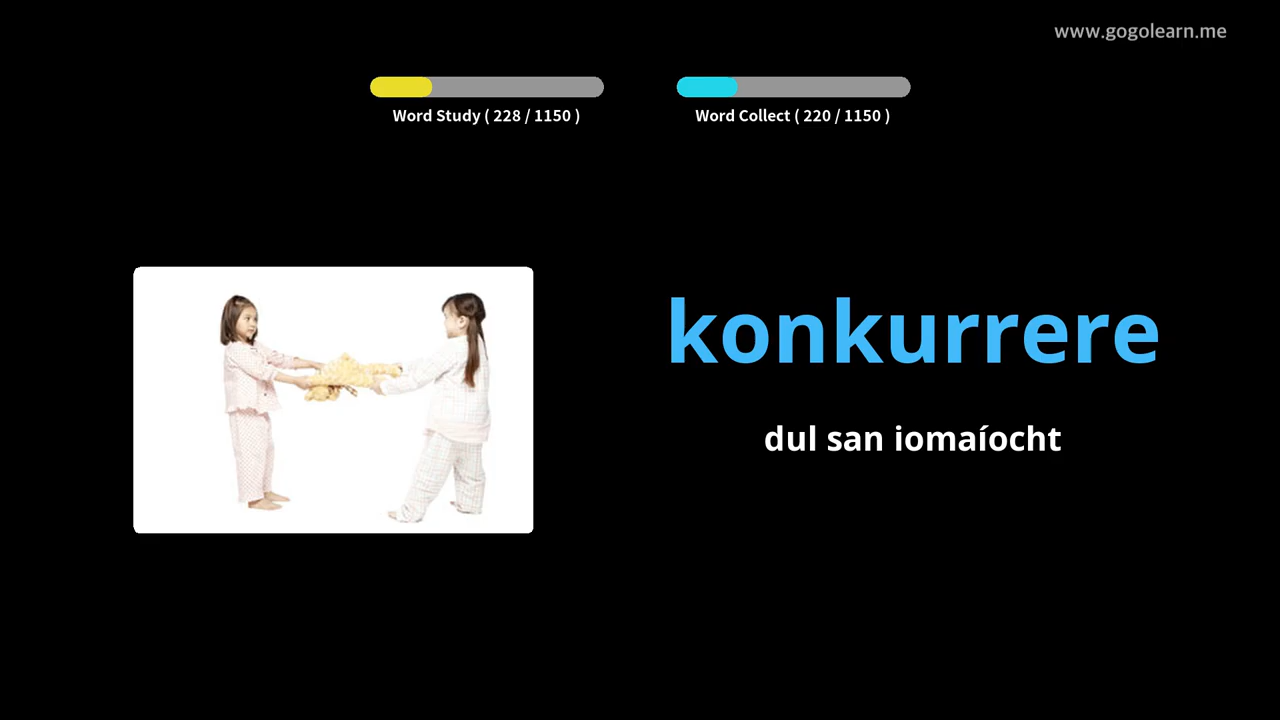 www.gogolearn.me
Word Study ( 228 / 1150 )
Word Collect ( 220 / 1150 )
konkurrere
dul san iomaíocht